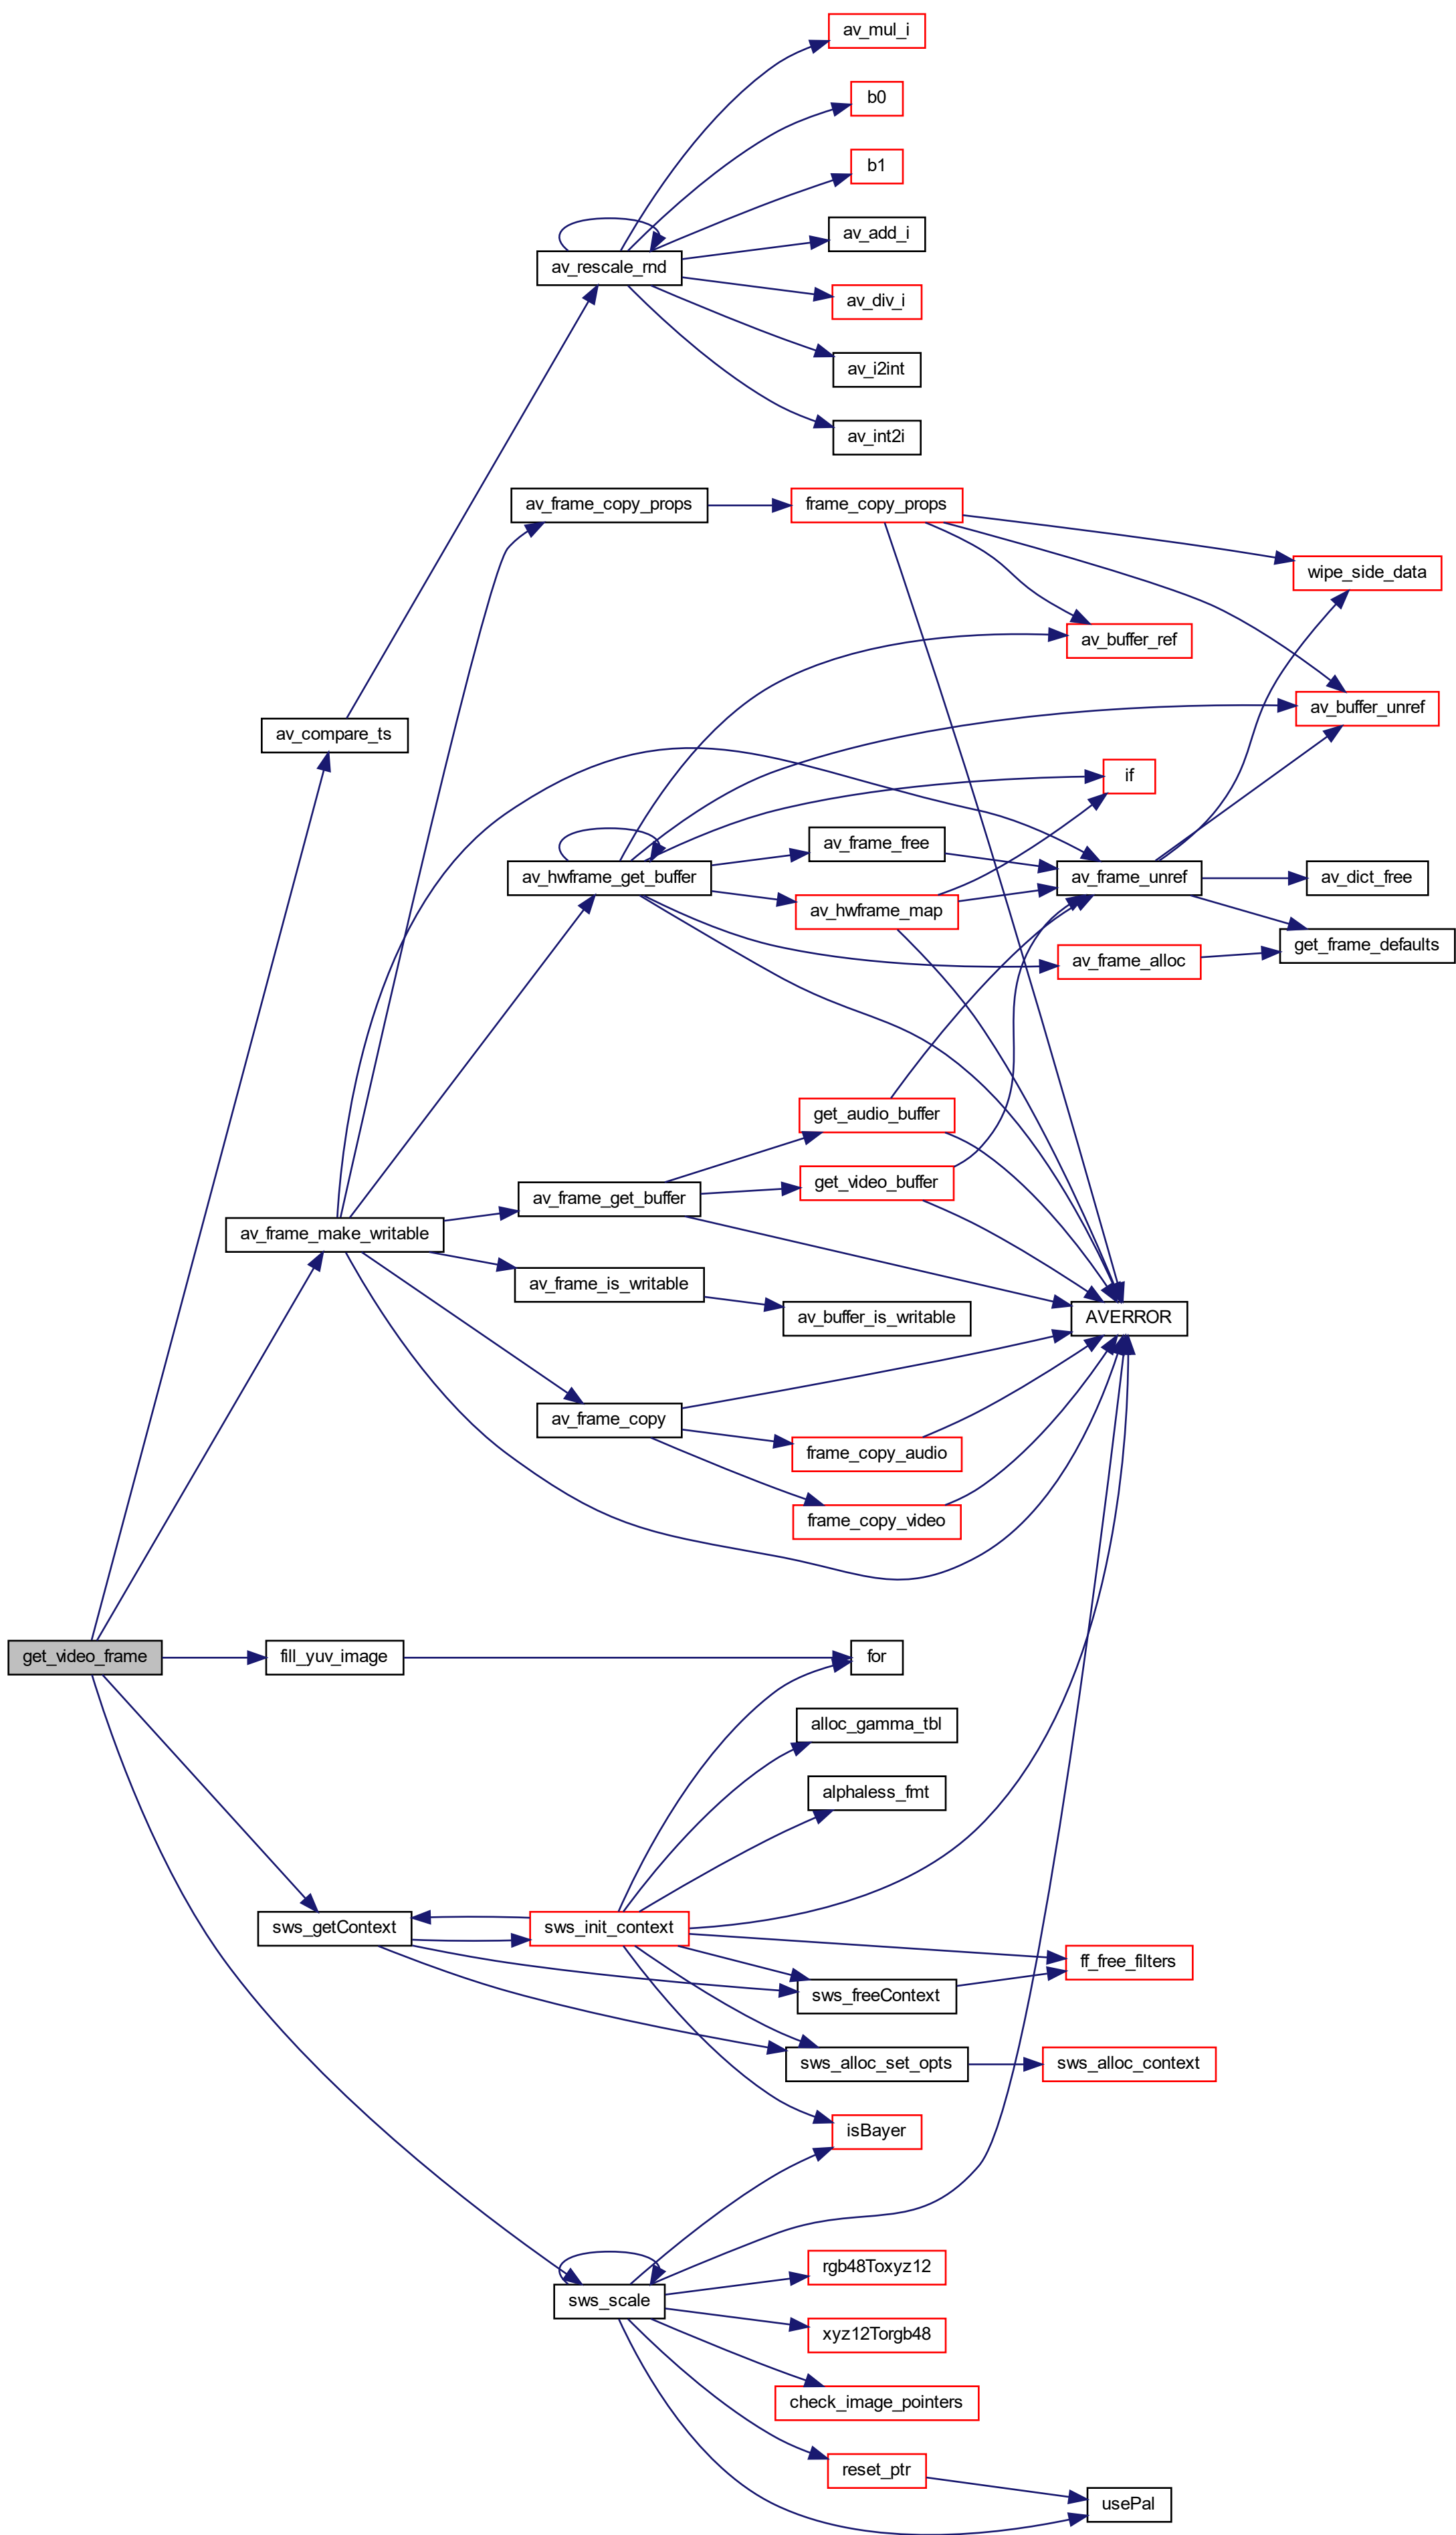 av_mul_i
b0
b1
av_add_i
av_rescale_rnd
av_div_i
av_i2int
av_int2i
av_frame_copy_props
frame_copy_props
wipe_side_data
av_buffer_ref
av_buffer_unref
av_compare_ts
if
av_frame_free
av_hwframe_get_buffer
av_frame_unref
av_dict_free
av_hwframe_map
get_frame_defaults
av_frame_alloc
get_audio_buffer
get_video_buffer
av_frame_get_buffer
av_frame_make_writable
av_frame_is_writable
av_buffer_is_writable
AVERROR
av_frame_copy
frame_copy_audio
frame_copy_video
get_video_frame
fill_yuv_image
for
alloc_gamma_tbl
alphaless_fmt
sws_getContext
sws_init_context
ff_free_filters
sws_freeContext
sws_alloc_set_opts
sws_alloc_context
isBayer
rgb48Toxyz12
sws_scale
xyz12Torgb48
check_image_pointers
reset_ptr
usePal